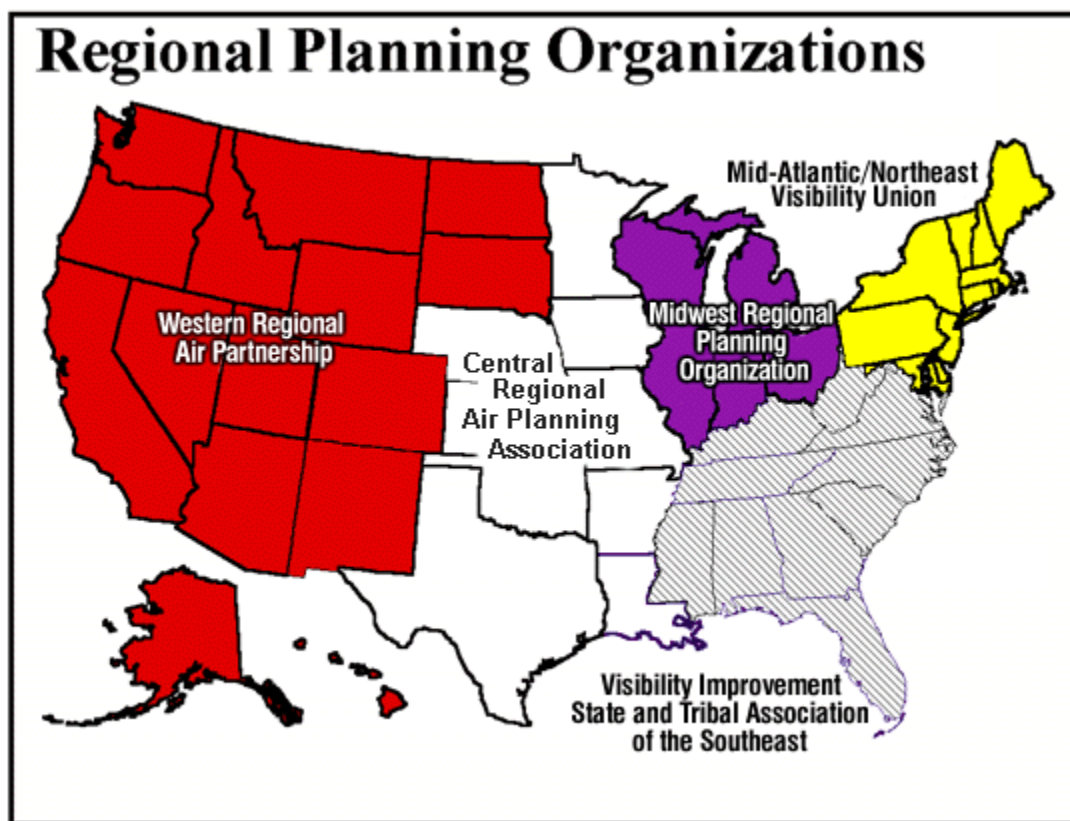 Regional Planning Organizations
Mid-Atlantic/Northeast
Visibility Union
Western Regional
Air Partnership
Midwest Regional
Planning
Organization
Central
Regional
Air Planning
Association
Visibility Improvement
State and Tribal Association
of the Southeast